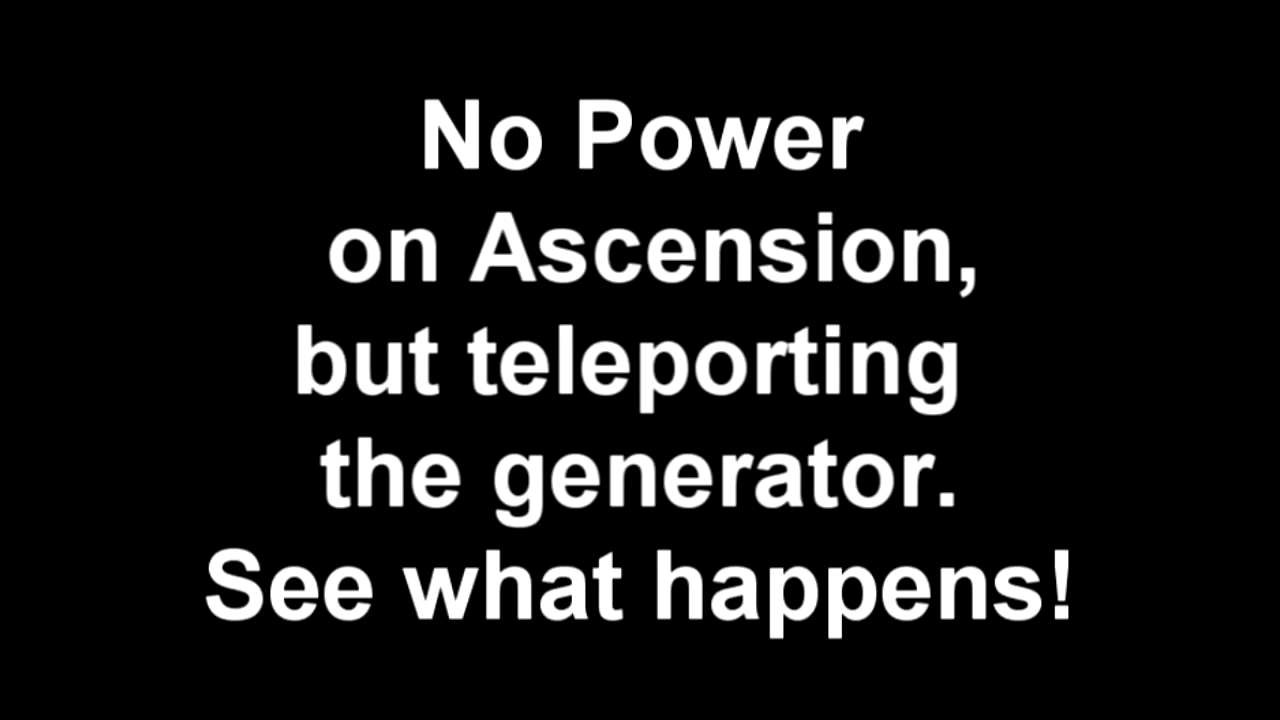 No Power
on Ascension,
but teleporting
the generator.
See what happens!